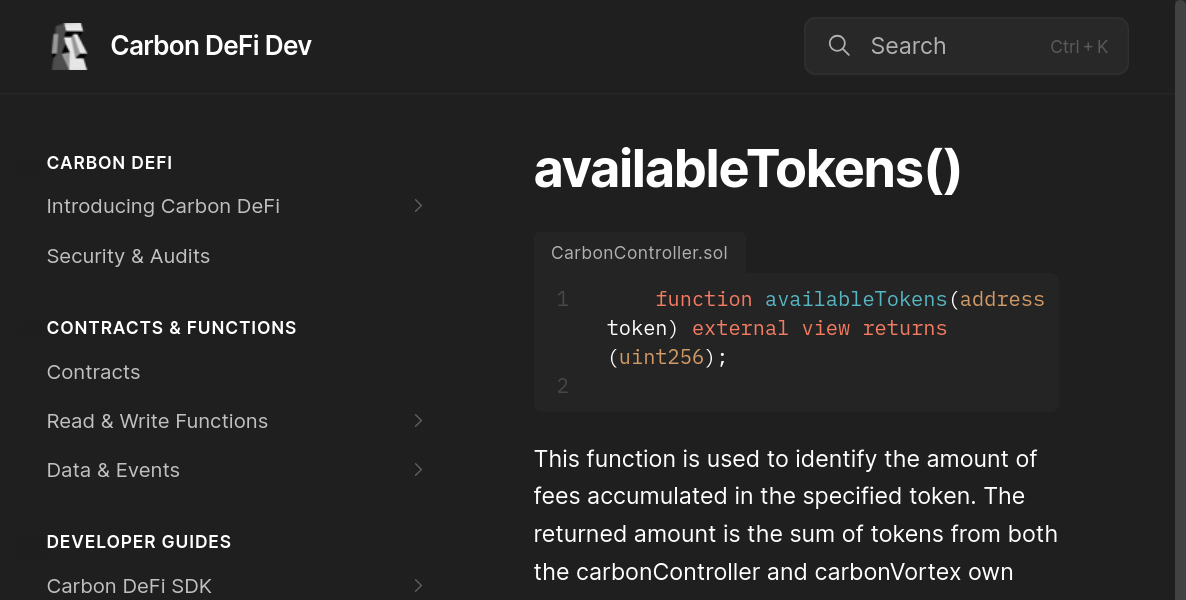 Carbon DeFi Dev
Search
Ctrl + K
CARBON DEFI
Introducing Carbon DeFi
Security & Audits
CONTRACTS & FUNCTIONS
Contracts
Read & Write Functions
Data & Events
DEVELOPER GUIDES
Carbon DeFi SDK
availableTokens()
CarbonController.sol
1 function availableTokens(address
token) external view returns
(uint256);
2
This function is used to identify the amount of
fees accumulated in the specified token. The
returned amount is the sum of tokens from both
the carbonController and carbonVortex own